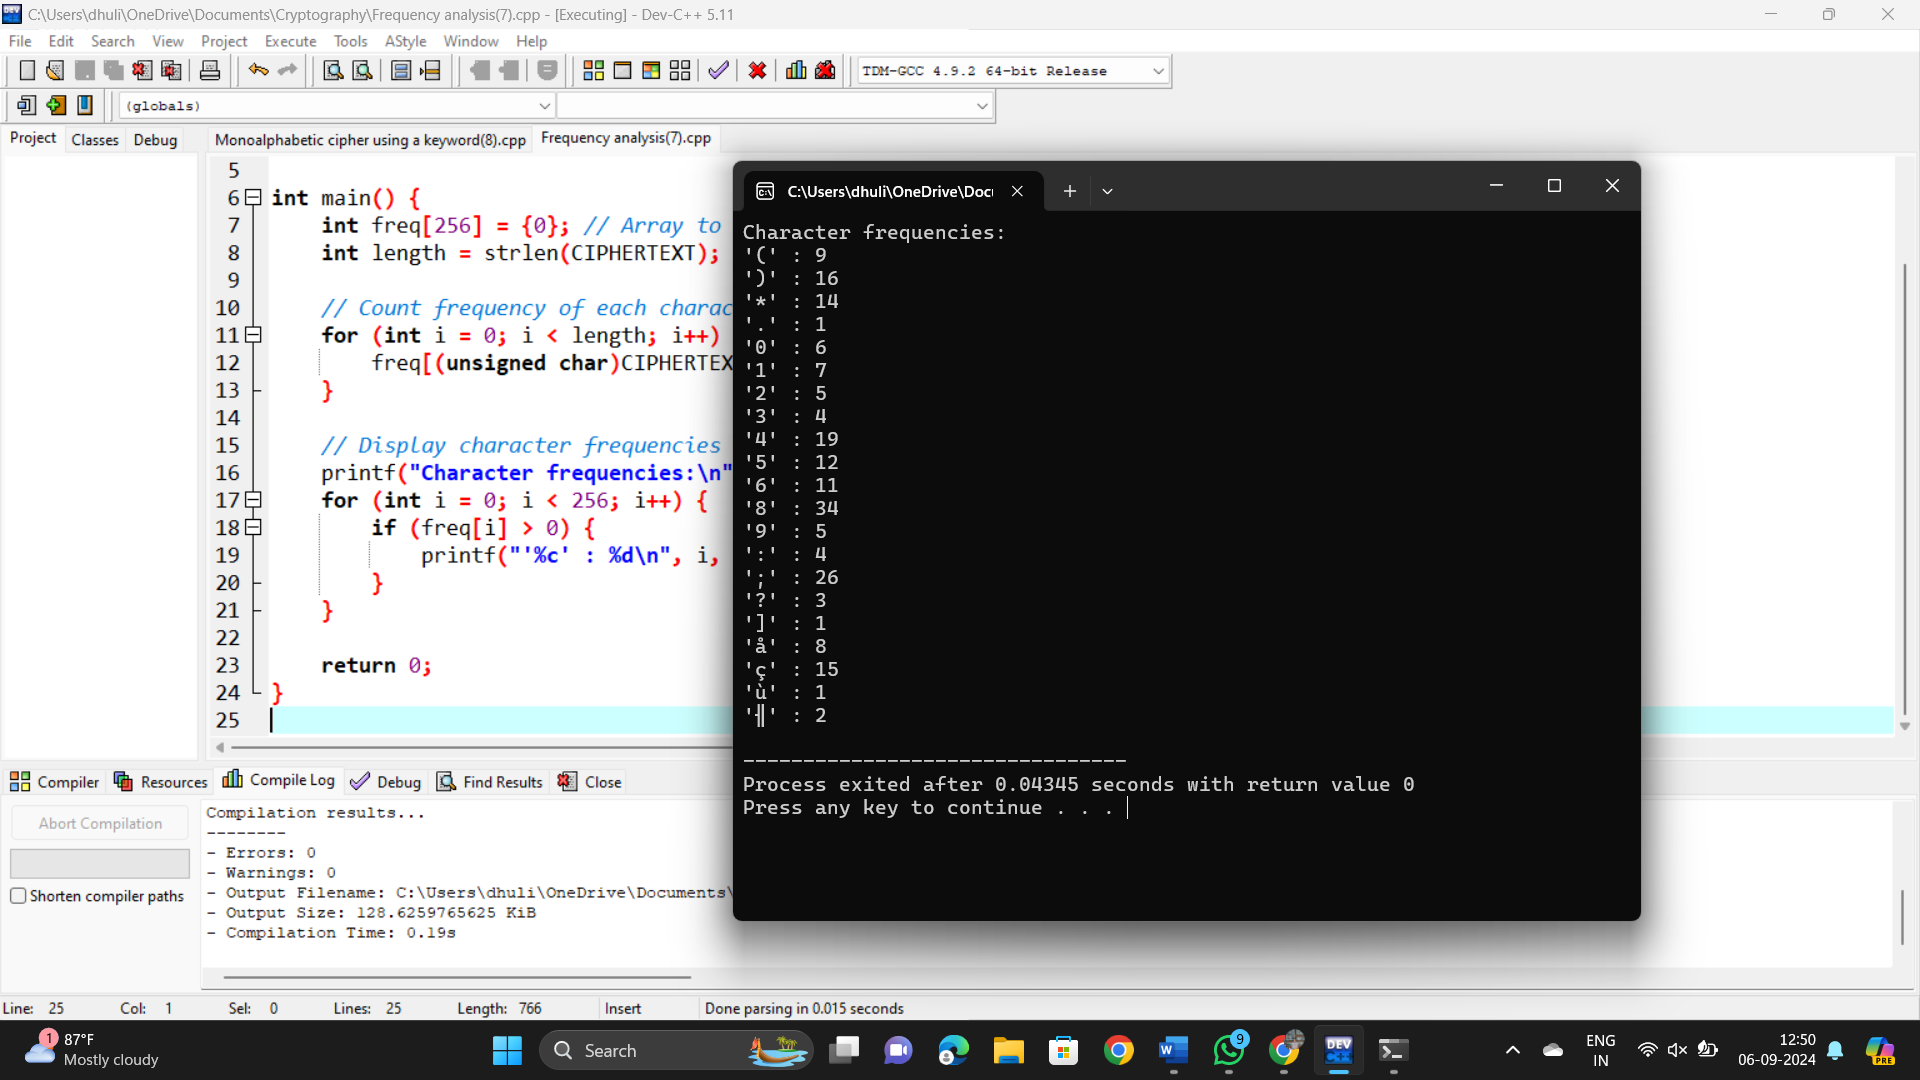 C:\Users\dhuli\OneDrive\Documents\Cryptography\Frequency analysis(7).cpp - [Executing] - Dev-C++ 5.11
File Edit Search View Project Execute Tools AStyle Window Help
TDM-GCC 4.9.2 64-bit Release
(globals)
Project Classes Debug
Monoalphabetic cipher using a keyword(8).cpp Frequency analysis(7).cpp
5
6 int main() {
7 int freq[256] = {0}; // Array to
8 int length = strlen(CIPHERTEXT);
9
10 // Count frequency of each charac
11 for (int i = 0; i < length; i++)
12 freq[(unsigned char)CIPHERTEX
13 }
14
15 // Display character frequencies
16 printf("Character frequencies:\n"
17 for (int i = 0; i < 256; i++) {
18 if (freq[i] > 0) {
19 printf("'%c' : %d\n", i,
20 }
21 }
22
23 return 0;
24 }
25
C:\Users\dhuli\OneDrive\Doc
Character frequencies:
'(' : 9
')' : 16
'*' : 14
'.' : 1
'0' : 6
'1' : 7
'2' : 5
'3' : 4
'4' : 19
'5' : 12
'6' : 11
'8' : 34
'9' : 5
':' : 4
';' : 26
'?' : 3
']' : 1
'å' : 8
'ç' : 15
'ù' : 1
'╢' : 2
--------------------------------
Process exited after 0.04345 seconds with return value 0
Press any key to continue . . .
Compiler Resources Compile Log Debug Find Results Close
Abort Compilation
Shorten compiler paths
Compilation results...
--------
- Errors: 0
- Warnings: 0
- Output Filename: C:\Users\dhuli\OneDrive\Documents\
- Output Size: 128.6259765625 KiB
- Compilation Time: 0.19s
Line: 25 Col: 1 Sel: 0 Lines: 25 Length: 766 Insert Done parsing in 0.015 seconds
1
87°F
Mostly cloudy
Search
W
9
DEV
C++
ENG
IN
12:50
06-09-2024
PRE